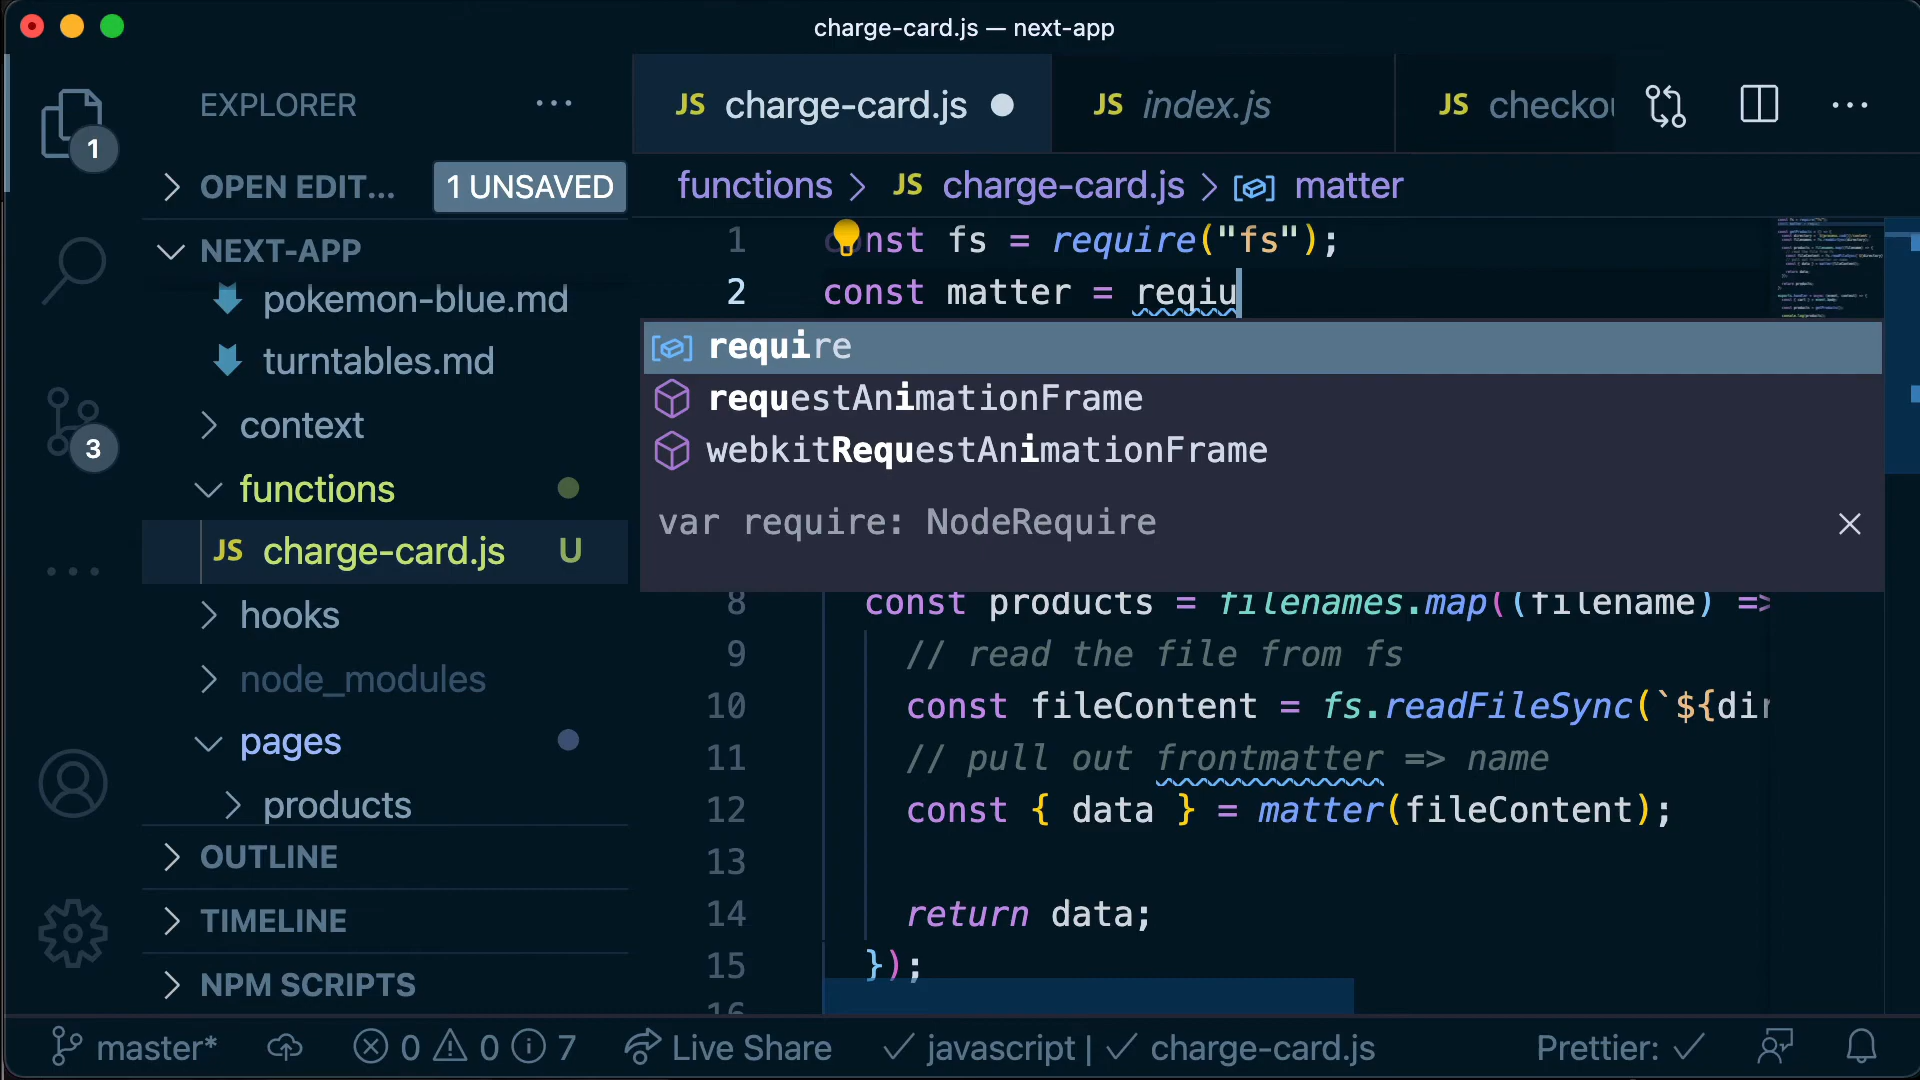 charge-card.js — next-app
EXPLORER
1
OPEN EDIT...
1 UNSAVED
NEXT-APP
pokemon-blue.md
turntables.md
context
3
functions
JS charge-card.js U
hooks
node_modules
pages
products
OUTLINE
TIMELINE
NPM SCRIPTS
JS charge-card.js
JS index.js
JS checkou
functions > JS charge-card.js > matter
1 nst fs = require("fs");
2 const matter = reqiu
require
requestAnimationFrame
webkitRequestAnimationFrame
var require: NodeRequire
8 const products = filenames.map((filename) =>
9 // read the file from fs
10 const fileContent = fs.readFileSync(`${dir
11 // pull out frontmatter => name
12 const { data } = matter(fileContent);
13
14 return data;
15 });
16
master* 0 0 7 Live Share javascript | charge-card.js Prettier: